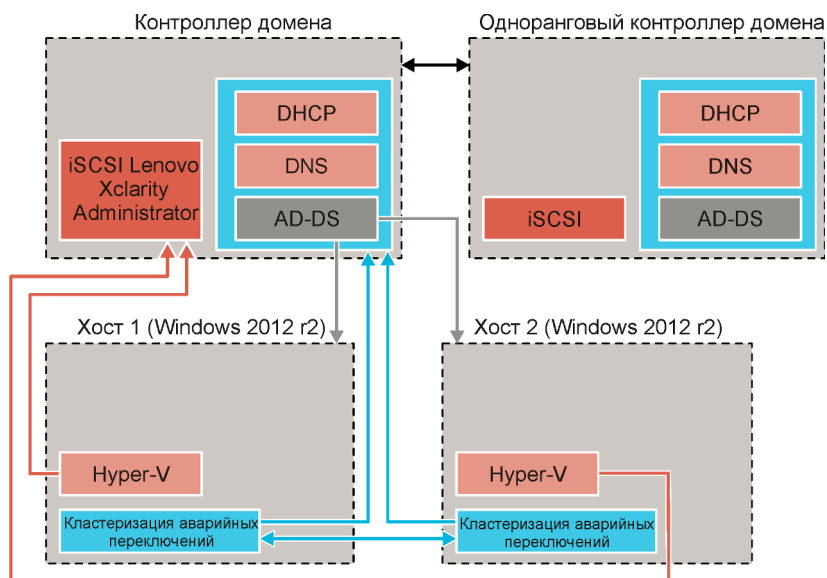 Контроллер домена
Одноранговый контроллер домена
DHCP
DNS
AD-DS
iSCSI Lenovo
Xclarity
Administrator
DHCP
DNS
AD-DS
iSCSI
Хост 1 (Windows 2012 r2)
Хост 2 (Windows 2012 r2)
Hyper-V
Кластеризация аварийных
переключений
Hyper-V
Кластеризация аварийных
переключений